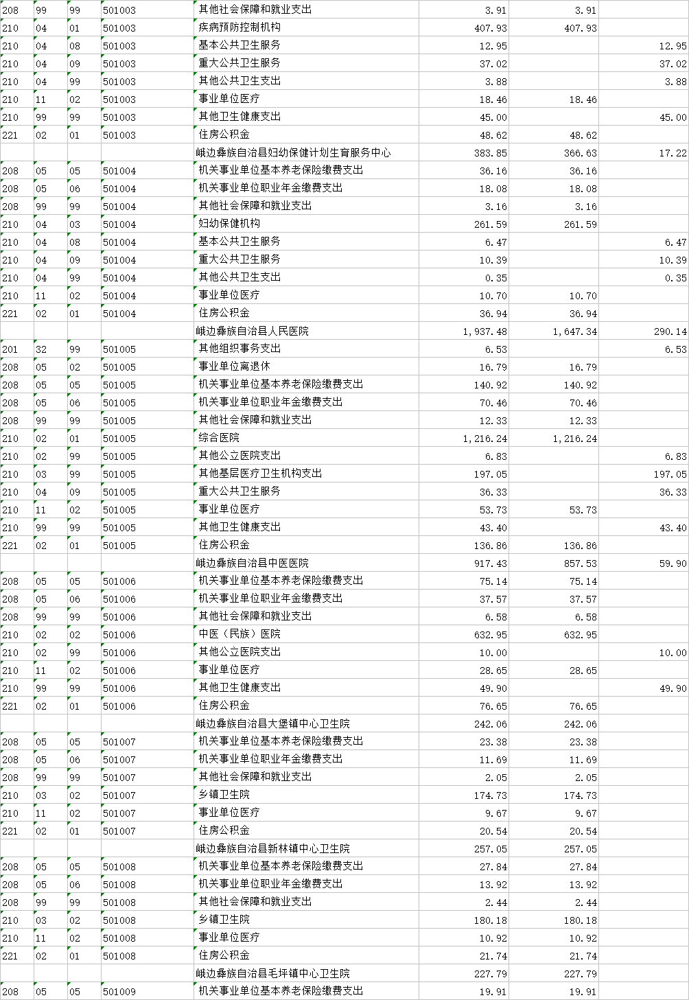 208 99 99 501003 其他社会保障和就业支出 3.91 3.91
210 04 01 501003 疾病预防控制机构 407.93 407.93
210 04 08 501003 基本公共卫生服务 12.95 12.95
210 04 09 501003 重大公共卫生服务 37.02 37.02
210 04 99 501003 其他公共卫生支出 3.88 3.88
210 11 02 501003 事业单位医疗 18.46 18.46
210 99 99 501003 其他卫生健康支出 45.00 45.00
221 02 01 501003 住房公积金 48.62 48.62
峨边彝族自治县妇幼保健计划生育服务中心 383.85 366.63 17.22
208 05 05 501004 机关事业单位基本养老保险缴费支出 36.16 36.16
208 05 06 501004 机关事业单位职业年金缴费支出 18.08 18.08
208 99 99 501004 其他社会保障和就业支出 3.16 3.16
210 04 03 501004 妇幼保健机构 261.59 261.59
210 04 08 501004 基本公共卫生服务 6.47 6.47
210 04 09 501004 重大公共卫生服务 10.39 10.39
210 04 99 501004 其他公共卫生支出 0.35 0.35
210 11 02 501004 事业单位医疗 10.70 10.70
221 02 01 501004 住房公积金 36.94 36.94
峨边彝族自治县人民医院 1,937.48 1,647.34 290.14
201 32 99 501005 其他组织事务支出 6.53 6.53
208 05 02 501005 事业单位离退休 16.79 16.79
208 05 05 501005 机关事业单位基本养老保险缴费支出 140.92 140.92
208 05 06 501005 机关事业单位职业年金缴费支出 70.46 70.46
208 99 99 501005 其他社会保障和就业支出 12.33 12.33
210 02 01 501005 综合医院 1,216.24 1,216.24
210 02 99 501005 其他公立医院支出 6.83 6.83
210 03 99 501005 其他基层医疗卫生机构支出 197.05 197.05
210 04 09 501005 重大公共卫生服务 36.33 36.33
210 11 02 501005 事业单位医疗 53.73 53.73
210 99 99 501005 其他卫生健康支出 43.40 43.40
221 02 01 501005 住房公积金 136.86 136.86
峨边彝族自治县中医医院 917.43 857.53 59.90
208 05 05 501006 机关事业单位基本养老保险缴费支出 75.14 75.14
208 05 06 501006 机关事业单位职业年金缴费支出 37.57 37.57
208 99 99 501006 其他社会保障和就业支出 6.58 6.58
210 02 02 501006 中医（民族）医院 632.95 632.95
210 02 99 501006 其他公立医院支出 10.00 10.00
210 11 02 501006 事业单位医疗 28.65 28.65
210 99 99 501006 其他卫生健康支出 49.90 49.90
221 02 01 501006 住房公积金 76.65 76.65
峨边彝族自治县大堡镇中心卫生院 242.06 242.06
208 05 05 501007 机关事业单位基本养老保险缴费支出 23.38 23.38
208 05 06 501007 机关事业单位职业年金缴费支出 11.69 11.69
208 99 99 501007 其他社会保障和就业支出 2.05 2.05
210 03 02 501007 乡镇卫生院 174.73 174.73
210 11 02 501007 事业单位医疗 9.67 9.67
221 02 01 501007 住房公积金 20.54 20.54
峨边彝族自治县新林镇中心卫生院 257.05 257.05
208 05 05 501008 机关事业单位基本养老保险缴费支出 27.84 27.84
208 05 06 501008 机关事业单位职业年金缴费支出 13.92 13.92
208 99 99 501008 其他社会保障和就业支出 2.44 2.44
210 03 02 501008 乡镇卫生院 180.18 180.18
210 11 02 501008 事业单位医疗 10.92 10.92
221 02 01 501008 住房公积金 21.74 21.74
峨边彝族自治县毛坪镇中心卫生院 227.79 227.79
208 05 05 501009 机关事业单位基本养老保险缴费支出 19.91 19.91